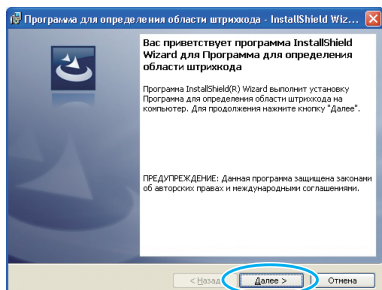 Программа для определения области штрихкода - InstallShield Wiz...
Вас приветствует программа InstallShield
Wizard для Программа для определения
области штрихкода
Программа InstallShield(R) Wizard выполнит установку
Программа для определения области штрихкода на
компьютер. Для продолжения нажмите кнопку "Далее".
ПРЕДУПРЕЖДЕНИЕ: Данная программа защищена законами
об авторских правах и международными соглашениями.
< Назад
Далее >
Отмена